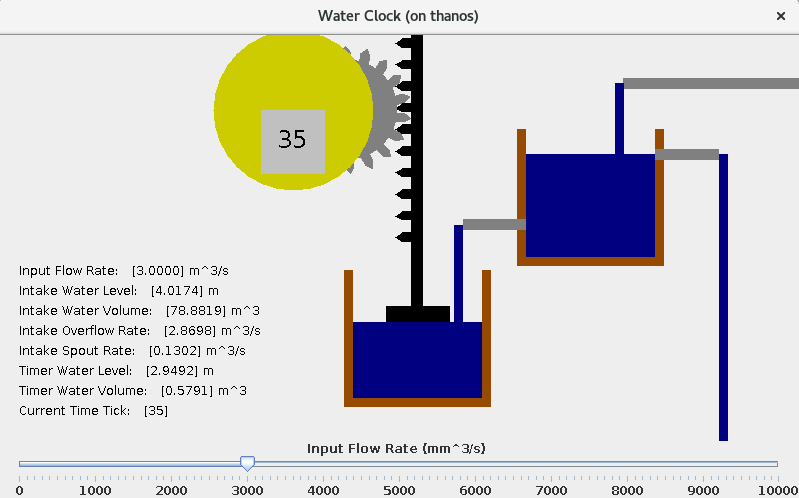 Water Clock (on thanos)
35
Input Flow Rate: [3.0000] m^3/s
Intake Water Level: [4.0174] m
Intake Water Volume: [78.8819] m^3
Intake Overflow Rate: [2.8698] m^3/s
Intake Spout Rate: [0.1302] m^3/s
Timer Water Level: [2.9492] m
Timer Water Volume: [0.5791] m^3
Current Time Tick: [35]
Input Flow Rate {mm^3/s}
0 1000 2000 3000 4000 5000 6000 7000 8000 9000 10000